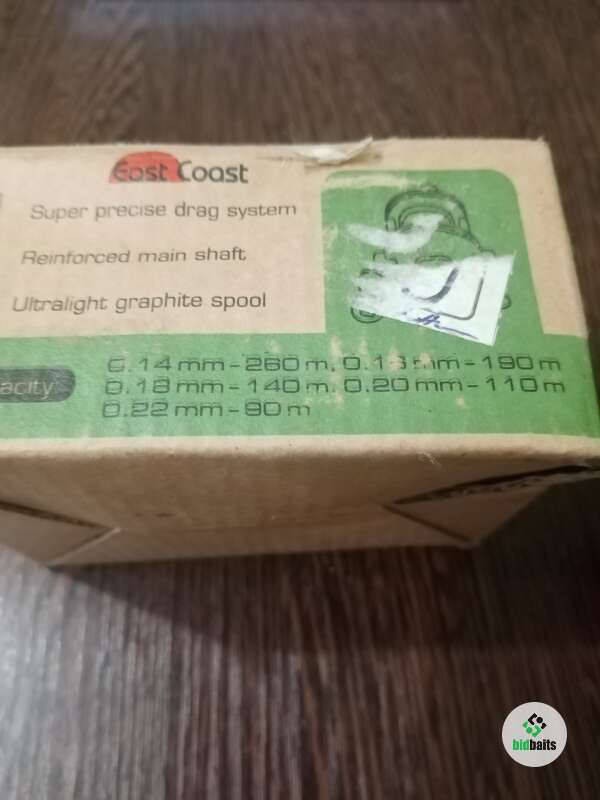 East Coast
Super precise drag system
Reinforced main shaft
Ultralight graphite spool
acity
0.14 mm - 260 m, 0.16 mm - 190 m
0.18 mm - 140 m. 0.20 mm - 110 m
0.22 mm - 90 m
bidbaits